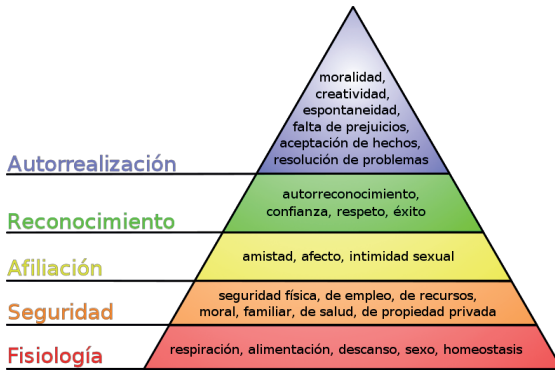 moralidad,
creatividad,
espontaneidad,
falta de prejuicios,
aceptación de hechos,
resolución de problemas
Autorrealización
autorreconocimiento,
confianza, respeto, éxito
Reconocimiento
amistad, afecto, intimidad sexual
Afiliación
seguridad física, de empleo, de recursos,
moral, familiar, de salud, de propiedad privada
Seguridad
respiración, alimentación, descanso, sexo, homeostasis
Fisiología